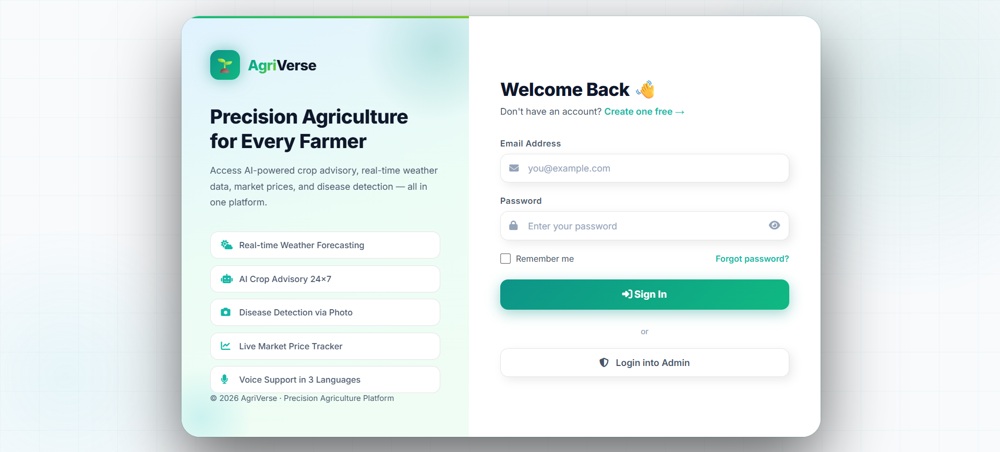 AgriVerse
Precision Agriculture
for Every Farmer
Access AI-powered crop advisory, real-time weather
data, market prices, and disease detection — all in
one platform.
Real-time Weather Forecasting
AI Crop Advisory 24×7
Disease Detection via Photo
Live Market Price Tracker
Voice Support in 3 Languages
© 2026 AgriVerse · Precision Agriculture Platform
Welcome Back 👋
Don't have an account? Create one free →
Email Address
you@example.com
Password
Enter your password
Remember me
Forgot password?
Sign In
or
Login into Admin